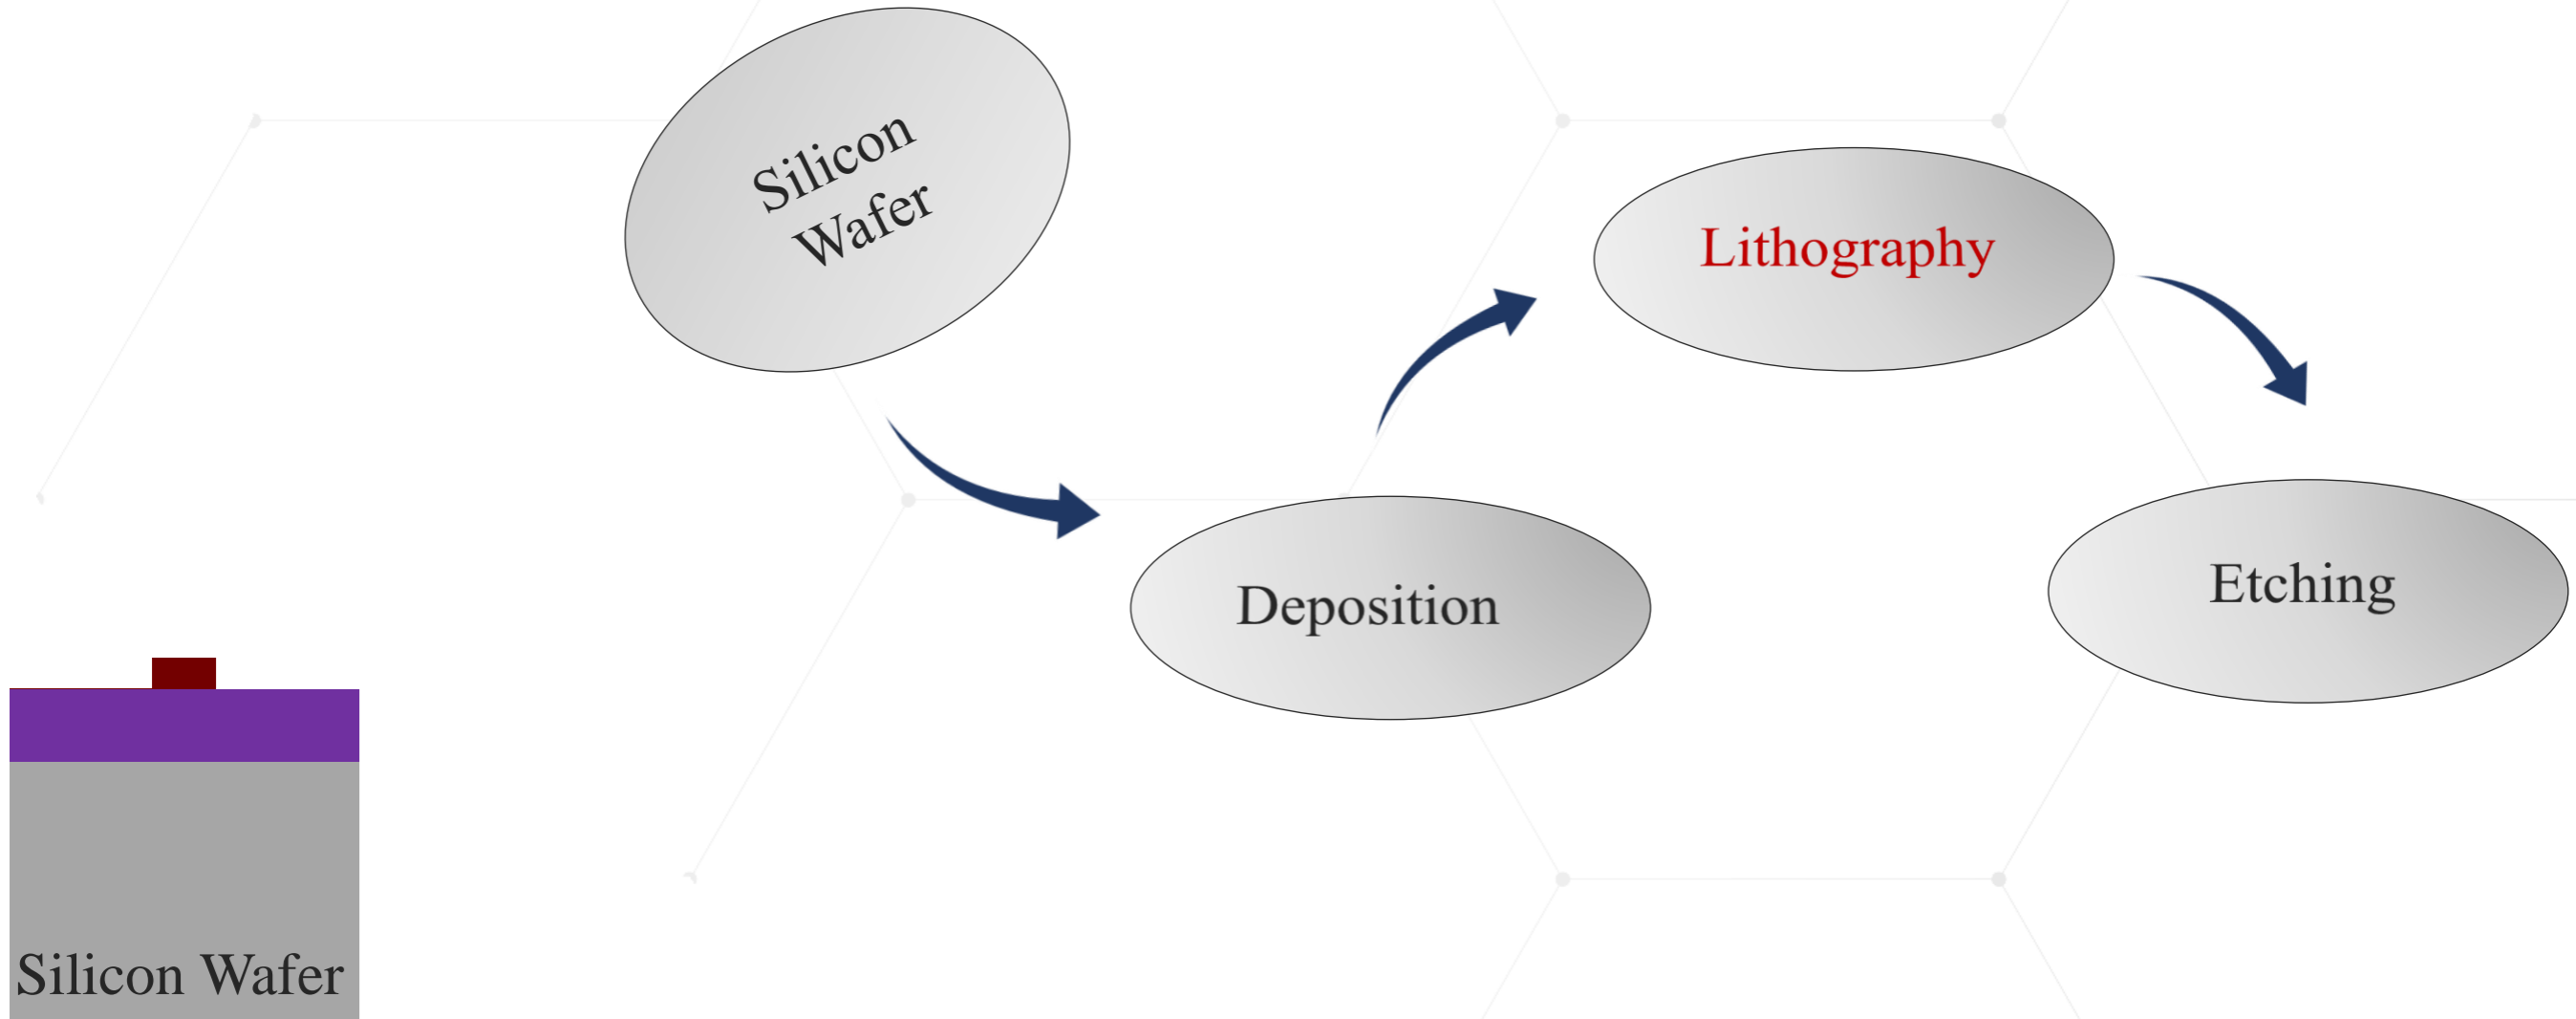 Silicon
Wafer
Lithography
Deposition
Etching
Silicon Wafer